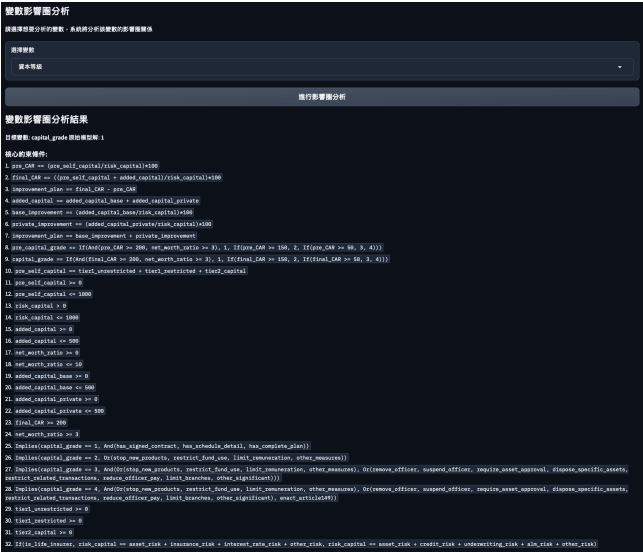 變數影響圈分析
請選擇想要分析的變數，系統將分析該變數的影響圈關係
選擇變數
資本等級
進行影響圈分析
變數影響圈分析結果
目標變數: capital_grade 原始模型解: 1
核心約束條件:
1. pre_CAR == (pre_self_capital/risk_capital)*100
2. final_CAR == ((pre_self_capital + added_capital)/risk_capital)*100
3. improvement_plan == final_CAR - pre_CAR
4. added_capital == added_capital_base + added_capital_private
5. base_improvement == (added_capital_base/risk_capital)*100
6. private_improvement == (added_capital_private/risk_capital)*100
7. improvement_plan == base_improvement + private_improvement
8. pre_capital_grade == If(And(pre_CAR >= 200, net_worth_ratio >= 3), 1, If(pre_CAR >= 150, 2, If(pre_CAR >= 50, 3, 4)))
9. capital_grade == If(And(final_CAR >= 200, net_worth_ratio >= 3), 1, If(final_CAR >= 150, 2, If(final_CAR >= 50, 3, 4)))
10. pre_self_capital == tier1_unrestricted + tier1_restricted + tier2_capital
11. pre_self_capital >= 0
12. pre_self_capital <= 1000
13. risk_capital > 0
14. risk_capital <= 1000
15. added_capital >= 0
16. added_capital <= 500
17. net_worth_ratio >= 0
18. net_worth_ratio <= 10
19. added_capital_base >= 0
20. added_capital_base <= 500
21. added_capital_private >= 0
22. added_capital_private <= 500
23. final_CAR >= 200
24. net_worth_ratio >= 3
25. Implies(capital_grade == 1, And(has_signed_contract, has_schedule_detail, has_complete_plan))
26. Implies(capital_grade == 2, Or(stop_new_products, restrict_fund_use, limit_remuneration, other_measures))
27. Implies(capital_grade == 3, And(Or(stop_new_products, restrict_fund_use, limit_remuneration, other_measures), Or(remove_officer, suspend_officer, require_asset_approval, dispose_specific_assets,
restrict_related_transactions, reduce_officer_pay, limit_branches, other_significant)))
28. Implies(capital_grade == 4, And(Or(stop_new_products, restrict_fund_use, limit_remuneration, other_measures), Or(remove_officer, suspend_officer, require_asset_approval, dispose_specific_assets,
restrict_related_transactions, reduce_officer_pay, limit_branches, other_significant), enact_article149))
29. tier1_unrestricted >= 0
30. tier1_restricted >= 0
31. tier2_capital >= 0
32. If(is_life_insurer, risk_capital == asset_risk + insurance_risk + interest_rate_risk + other_risk, risk_capital == asset_risk + credit_risk + underwriting_risk + alm_risk + other_risk)